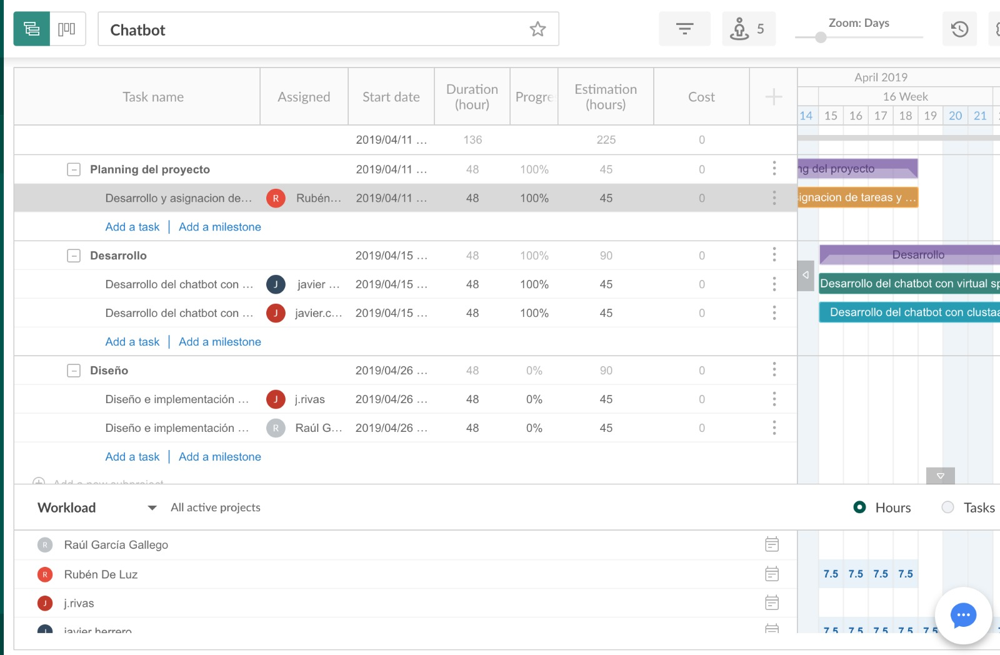 Chatbot
5
Zoom: Days
Task name
Assigned
Start date
Duration
(hour)
Progre
Estimation
(hours)
Cost
April 2019
16 Week
14 15 16 17 18 19 20 21
2019/04/11 ... 136 225 0
Planning del proyecto 2019/04/11 ... 48 100% 45 0
ng del proyecto
Desarrollo y asignacion de... R Rubén... 2019/04/11 ... 48 100% 45 0
ignacion de tareas y ...
Add a task | Add a milestone
Desarrollo 2019/04/15 ... 48 100% 90 0
Desarrollo
Desarrollo del chatbot con ... J javier ... 2019/04/15 ... 48 100% 45 0
Desarrollo del chatbot con virtual sp
Desarrollo del chatbot con ... J javier.c... 2019/04/15 ... 48 100% 45 0
Desarrollo del chatbot con clusta
Add a task | Add a milestone
Diseño 2019/04/26 ... 48 0% 90 0
Diseño e implementación ... J j.rivas 2019/04/26 ... 48 0% 45 0
Diseño e implementación ... R Raúl G... 2019/04/26 ... 48 0% 45 0
Add a task | Add a milestone
Add a new subproject
Workload All active projects Hours Tasks
R Raúl García Gallego
R Rubén De Luz 7.5 7.5 7.5 7.5
J j.rivas
J javier herrero 7.5 7.5 7.5 7.5 7.5